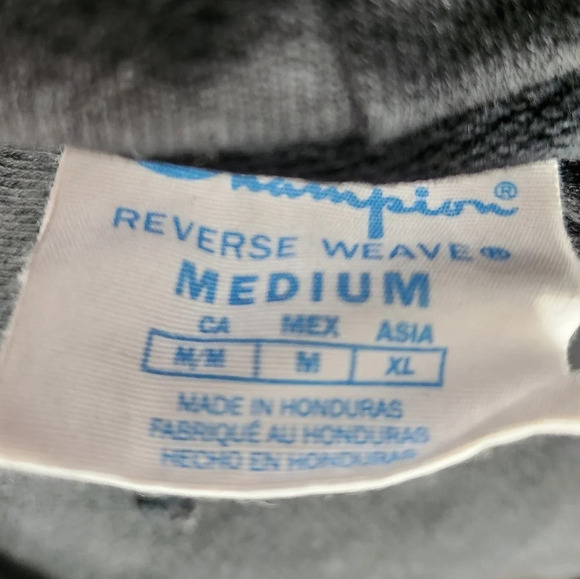 Champion®
REVERSE WEAVE®
MEDIUM
CA MEX ASIA
M/M M XL
MADE IN HONDURAS
FABRIQUÉ AU HONDURAS
HECHO EN HONDURAS